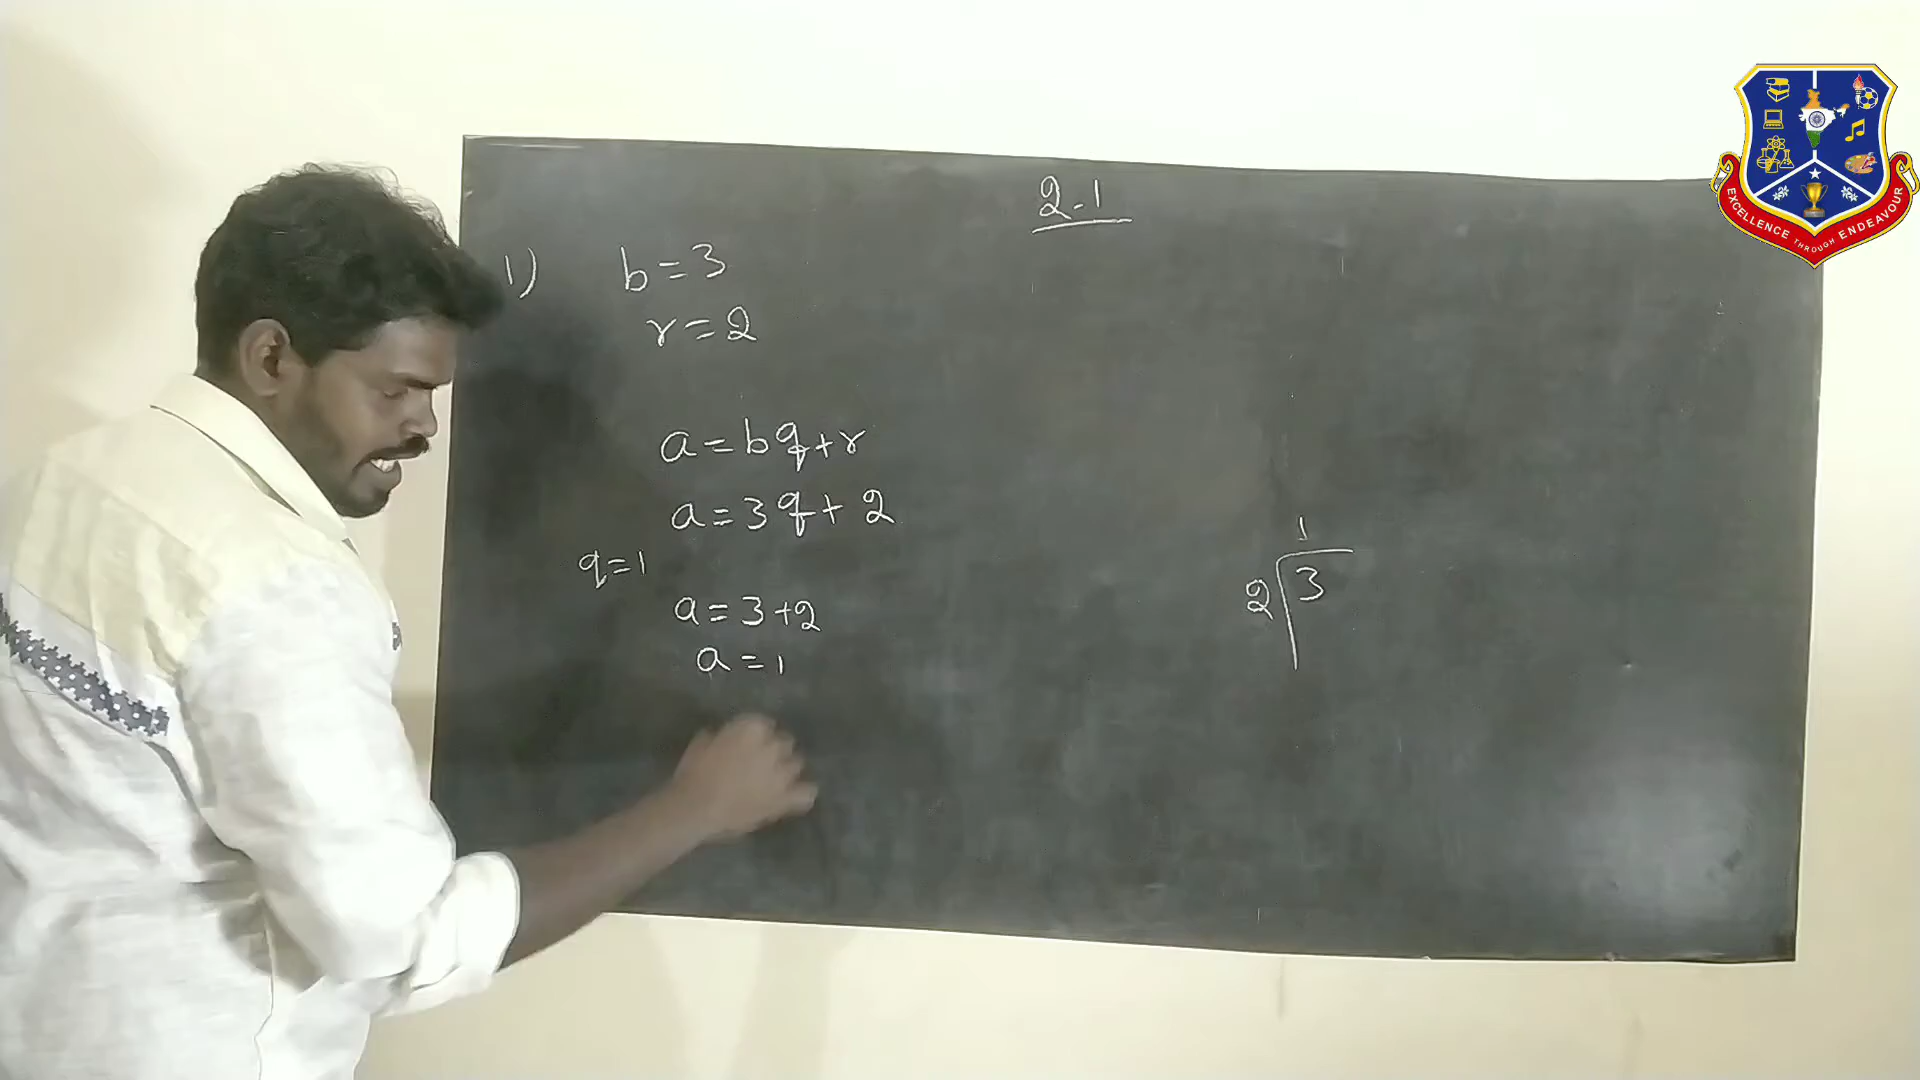 2.1
1) b = 3
r = 2
a = bq + r
a = 3q + 2
q = 1
a = 3 + 2
a = 1
1
2 3
EXCELLENCE THROUGH ENDEAVOUR